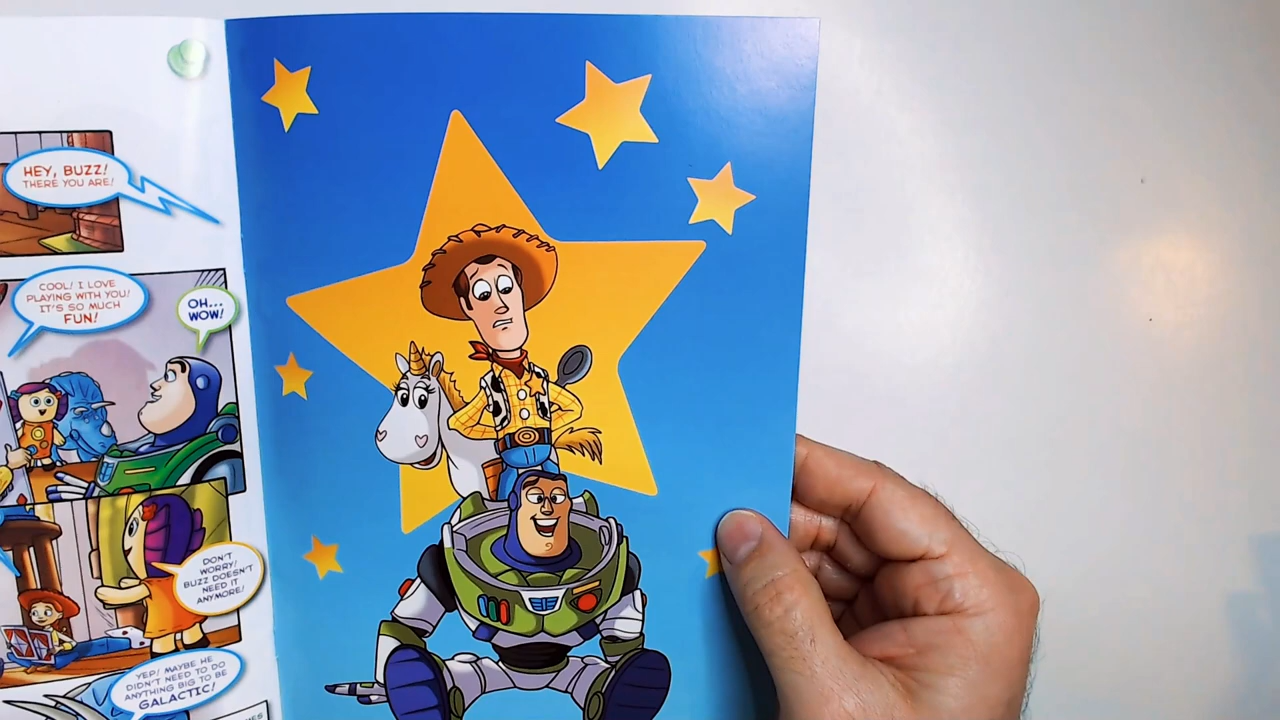 HEY, BUZZ!
THERE YOU ARE!
COOL! I LOVE
PLAYING WITH YOU!
IT'S SO MUCH
FUN!
OH...
WOW!
DON'T
WORRY!
BUZZ DOESN'T
NEED IT
ANYMORE!
YEP! MAYBE HE
DIDN'T NEED TO DO
ANYTHING BIG TO BE
GALACTIC!